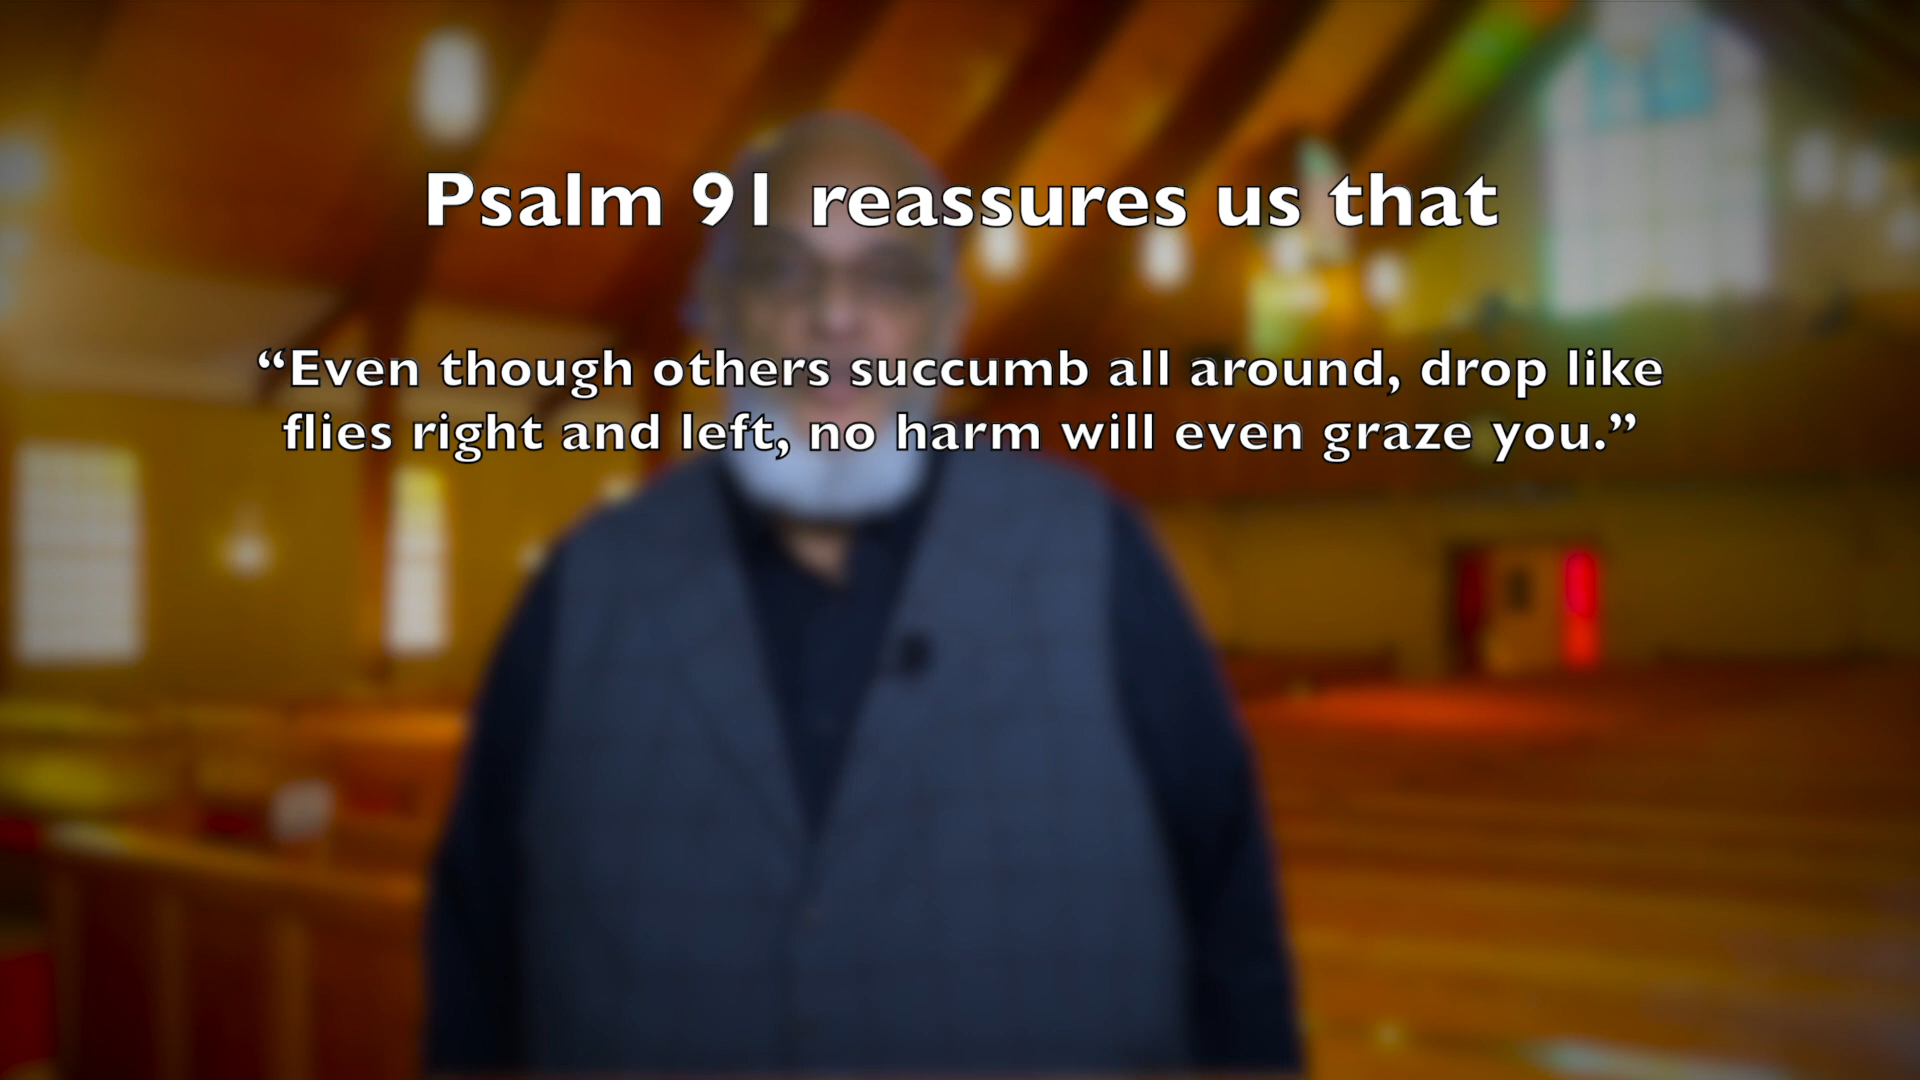 Psalm 91 reassures us that
“Even though others succumb all around, drop like
flies right and left, no harm will even graze you.”